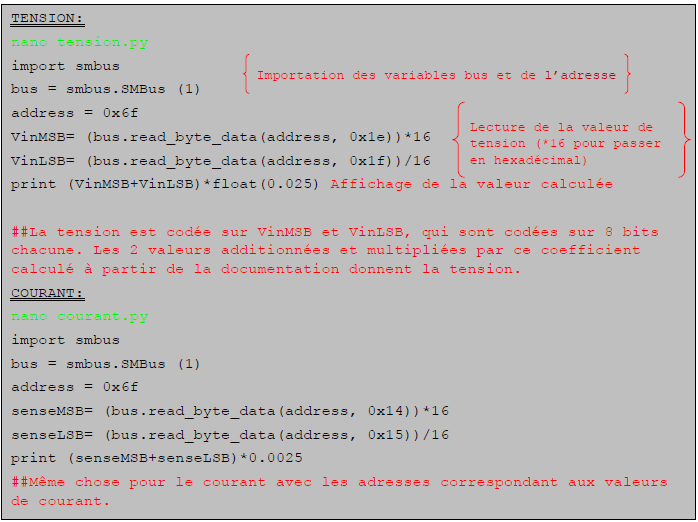 TENSION:
nano tension.py
import smbus
bus = smbus.SMBus (1)
Importation des variables bus et de l'adresse
address = 0x6f
VinMSB= (bus.read_byte_data(address, 0x1e))*16
VinLSB= (bus.read_byte_data(address, 0x1f))/16
Lecture de la valeur de
tension (*16 pour passer
en hexadécimal)
print (VinMSB+VinLSB)*float(0.025) Affichage de la valeur calculée
##La tension est codée sur VinMSB et VinLSB, qui sont codées sur 8 bits
chacune. Les 2 valeurs additionnées et multipliées par ce coefficient
calculé à partir de la documentation donnent la tension.
COURANT:
nano courant.py
import smbus
bus = smbus.SMBus (1)
address = 0x6f
senseMSB= (bus.read_byte_data(address, 0x14))*16
senseLSB= (bus.read_byte_data(address, 0x15))/16
print (senseMSB+senseLSB)*0.0025
##Même chose pour le courant avec les adresses correspondant aux valeurs
de courant.